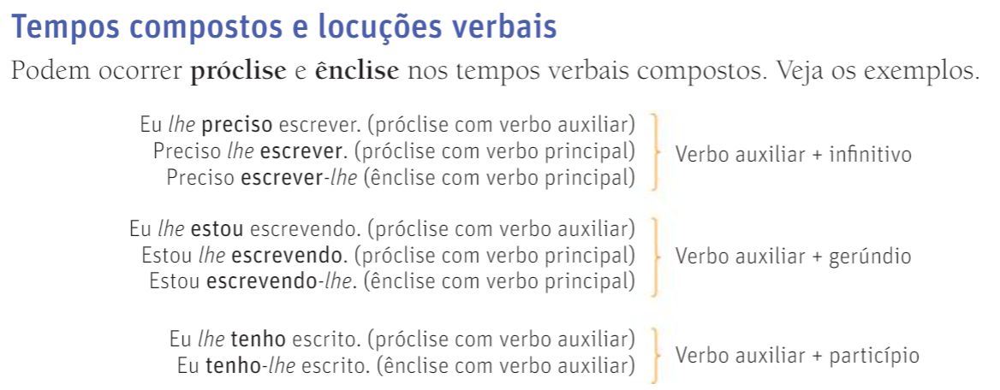 Tempos compostos e locuções verbais
Podem ocorrer próclise e ênclise nos tempos verbais compostos. Veja os exemplos.
Eu lhe preciso escrever. (próclise com verbo auxiliar)
Preciso lhe escrever. (próclise com verbo principal)
Preciso escrever-lhe (ênclise com verbo principal)
Verbo auxiliar + infinitivo
Eu lhe estou escrevendo. (próclise com verbo auxiliar)
Estou lhe escrevendo. (próclise com verbo principal)
Estou escrevendo-lhe. (ênclise com verbo principal)
Verbo auxiliar + gerúndio
Eu lhe tenho escrito. (próclise com verbo auxiliar)
Eu tenho-lhe escrito. (ênclise com verbo auxiliar)
Verbo auxiliar + particípio